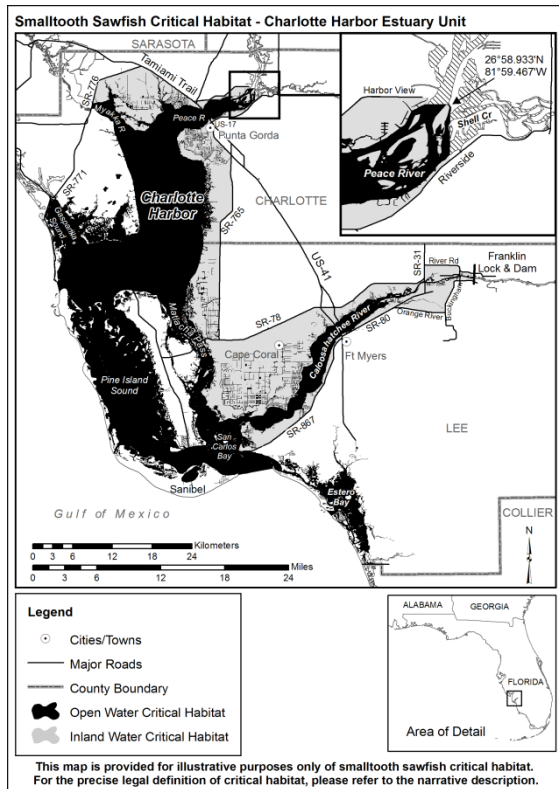 Smalltooth Sawfish Critical Habitat - Charlotte Harbor Estuary Unit
SARASOTA
Tamiami Trail
SR-776
Myakka R
Peace R
US-17
Punta Gorda
SR-771
Charlotte
Harbor
CHARLOTTE
SR-765
Gasparilla
Sound
US-41
Harbor View
26°58.933'N
81°59.467'W
Shell Cr
Peace River
Riverside
SR-31
River Rd
Franklin
Lock & Dam
Buckingham
Orange River
SR-78
SR-80
Matlacha Pass
Caloosahatchee River
Cape Coral
Ft Myers
Pine Island
Sound
SR-867
LEE
San
Carlos
Bay
Sanibel
Estero
Bay
Gulf of Mexico
COLLIER
Kilometers
0 3 6 12 18 24
Miles
0 3 6 12 18 24
N
Legend
Cities/Towns
Major Roads
County Boundary
Open Water Critical Habitat
Inland Water Critical Habitat
ALABAMA
GEORGIA
FLORIDA
Area of Detail
This map is provided for illustrative purposes only of smalltooth sawfish critical habitat.
For the precise legal definition of critical habitat, please refer to the narrative description.